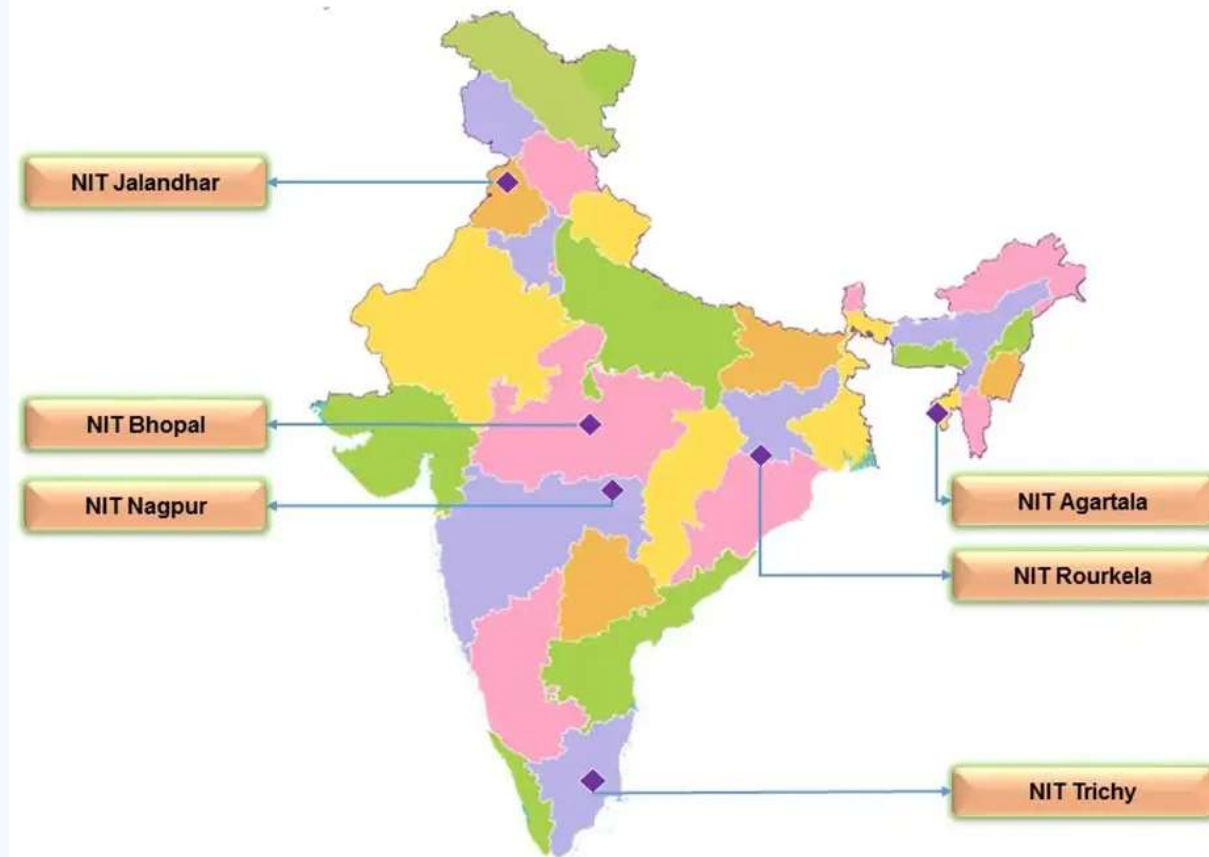 NIT Jalandhar
NIT Bhopal
NIT Nagpur
NIT Agartala
NIT Rourkela
NIT Trichy